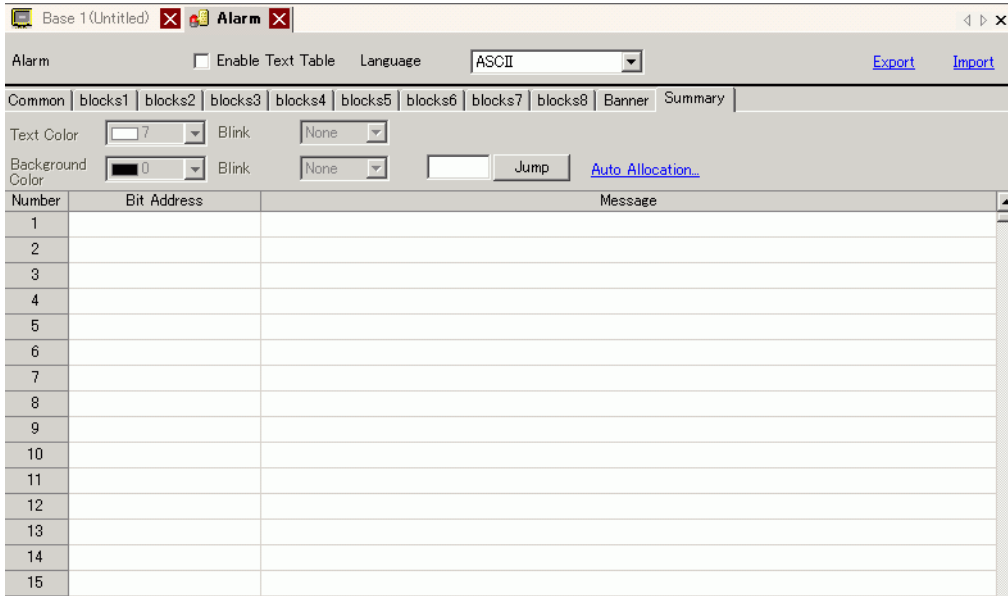 Base 1(Untitled) Alarm
Alarm Enable Text Table Language ASCII Export Import
Common blocks1 blocks2 blocks3 blocks4 blocks5 blocks6 blocks7 blocks8 Banner Summary
Text Color 7 Blink None
Background Color 0 Blink None Jump Auto Allocation...
Number Bit Address Message
1
2
3
4
5
6
7
8
9
10
11
12
13
14
15